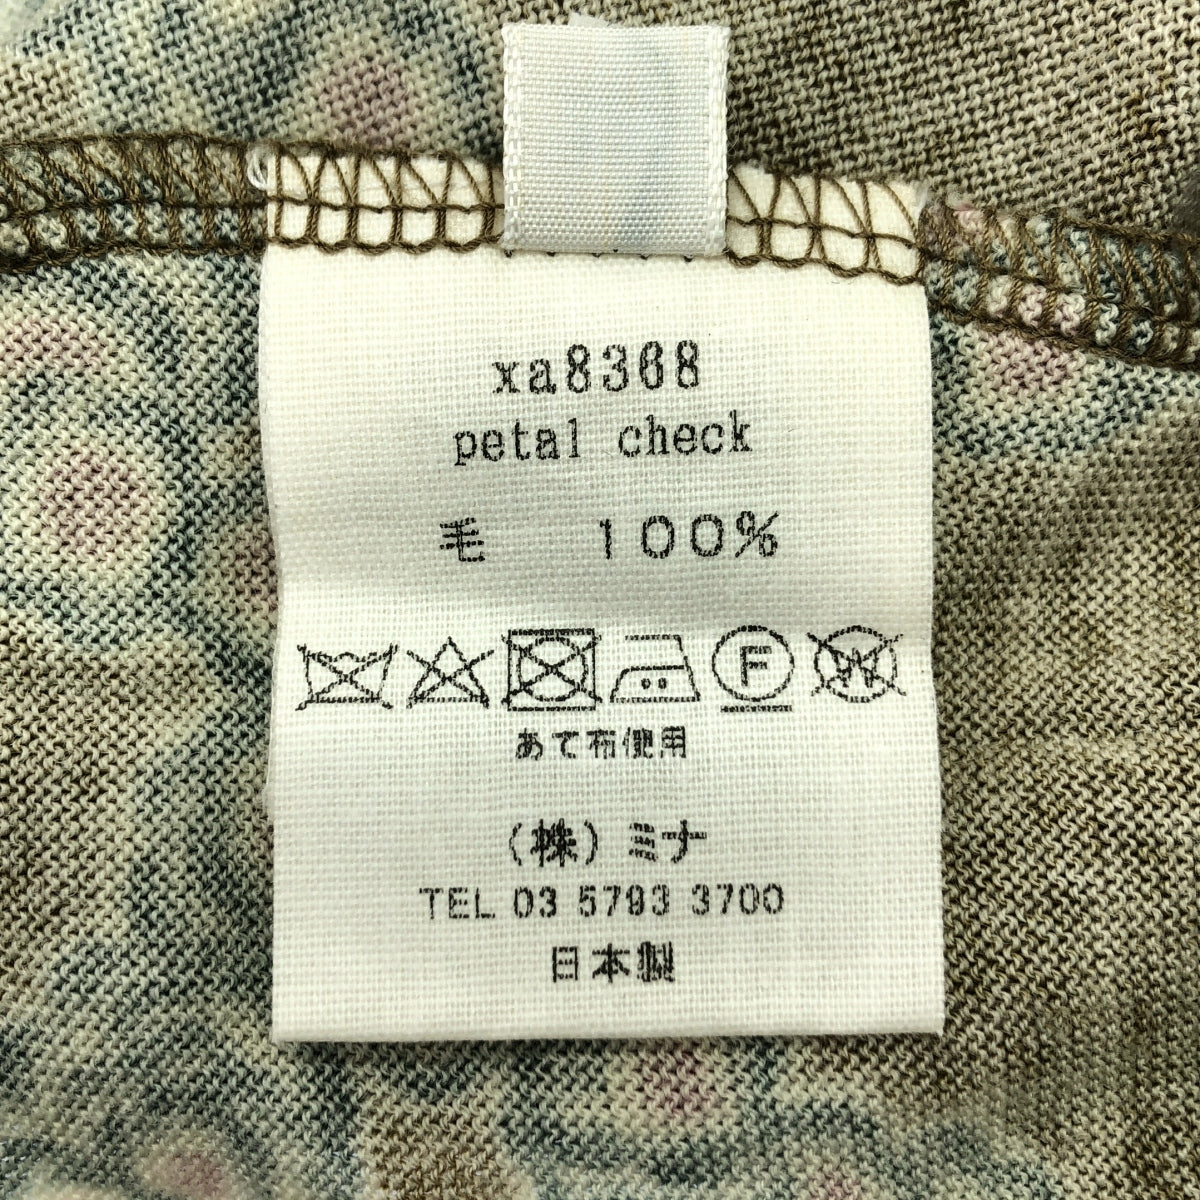 xa8368
petal check
毛 100%
F W
あて布使用
(株)ミナ
TEL 03 5793 3700
日本製